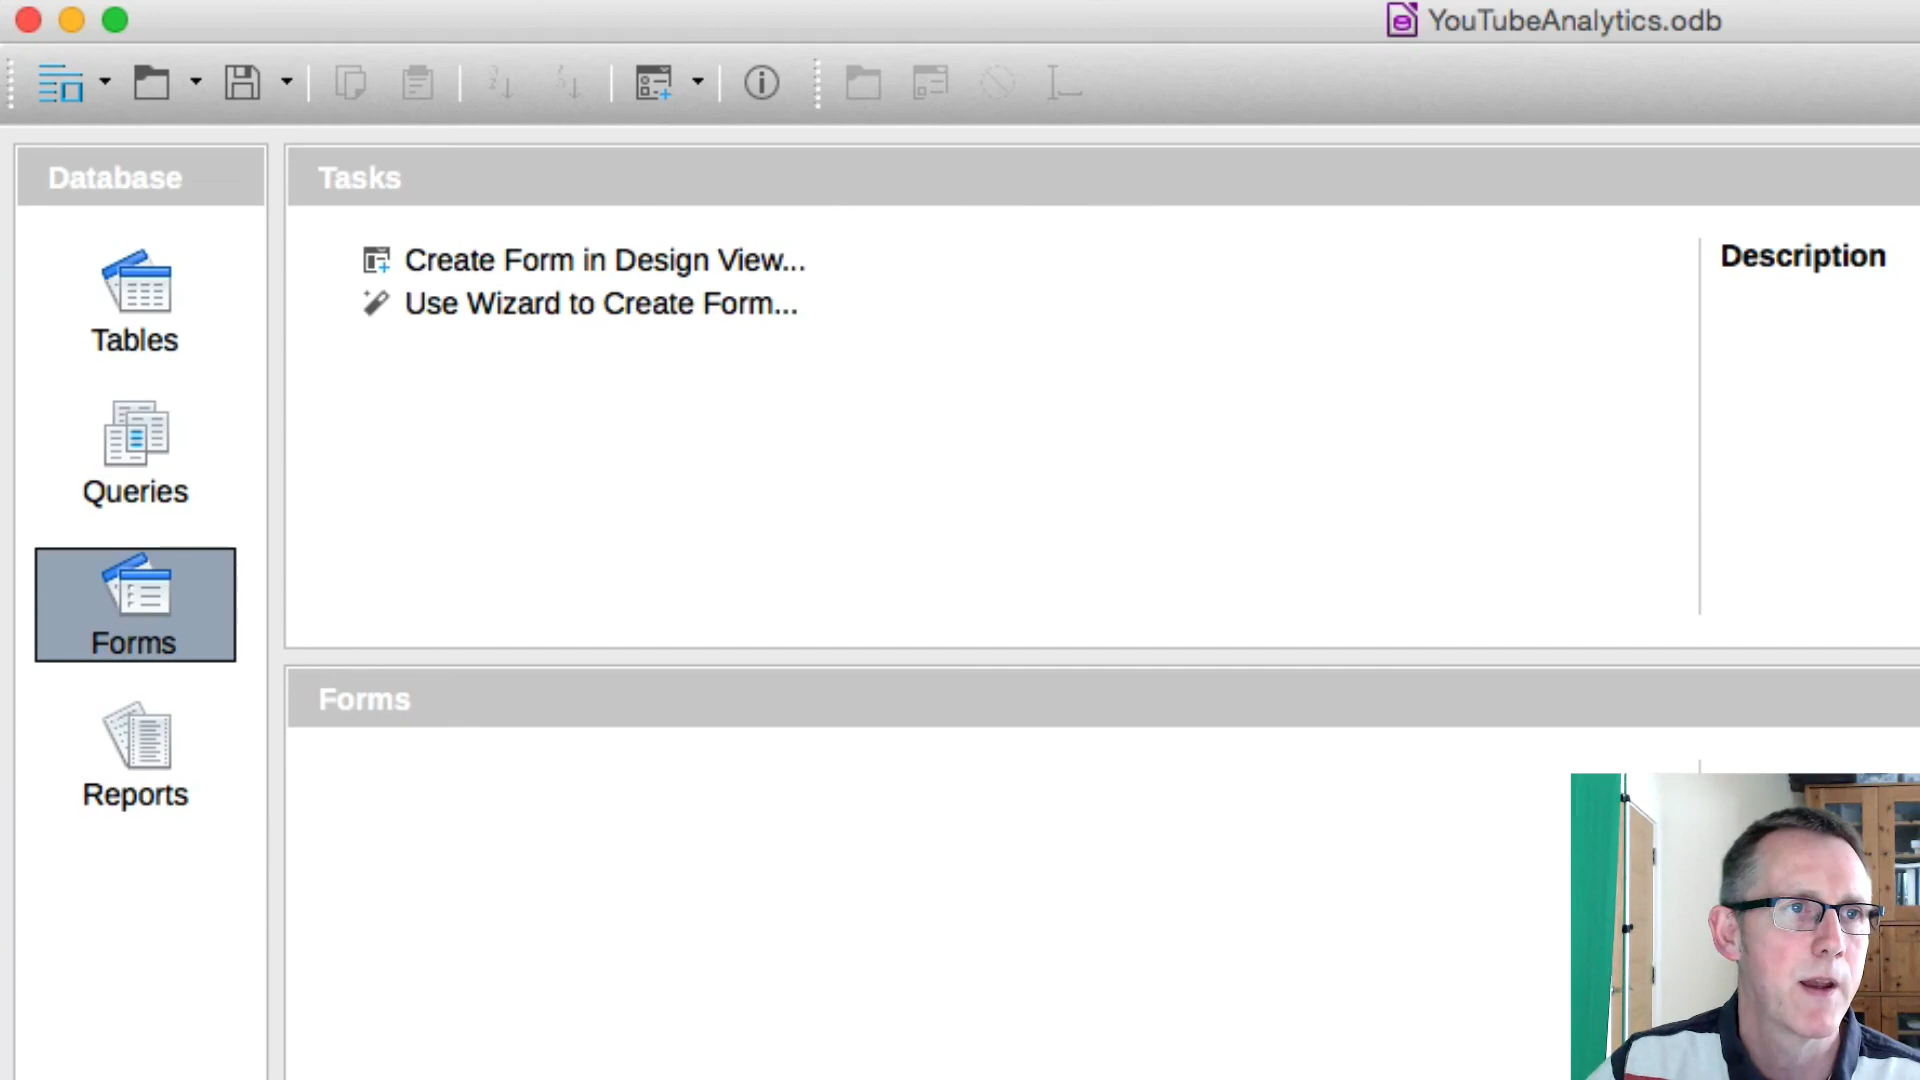 YouTubeAnalytics.odb
Database
Tasks
Create Form in Design View...
Use Wizard to Create Form...
Description
Tables
Queries
Forms
Reports
Forms